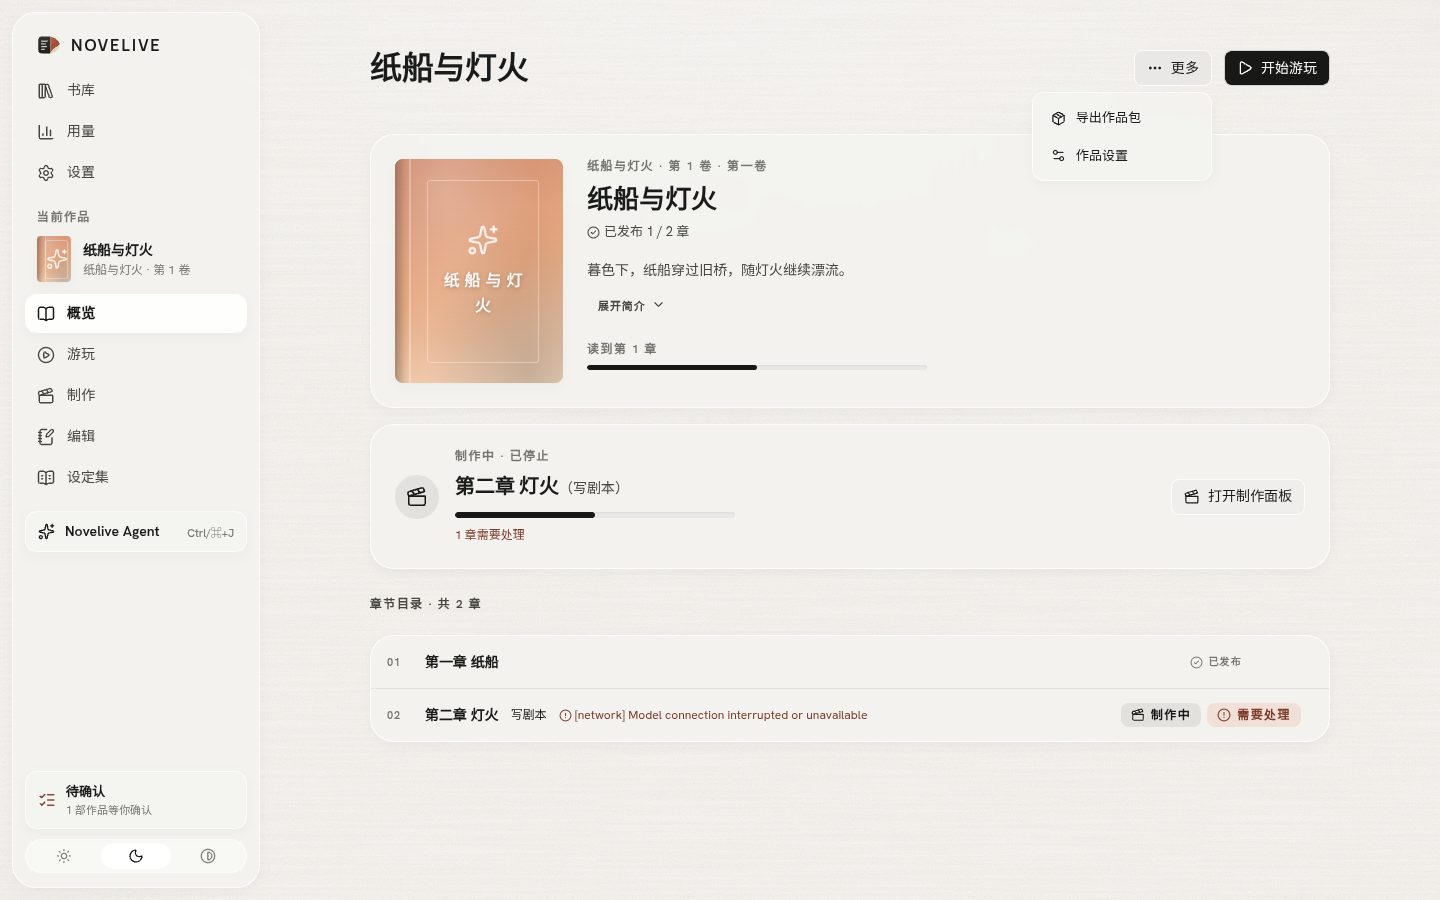 NOVELIVE
书库
用量
设置
当前作品
纸船与灯火
纸船与灯火 · 第 1 卷
概览
游玩
制作
编辑
设定集
Novelive Agent
Ctrl/⌘+J
待确认
1 部作品等你确认
纸船与灯火
更多
开始游玩
导出作品包
作品设置
纸船与灯
火
纸船与灯火 · 第 1 卷 · 第一卷
纸船与灯火
已发布 1 / 2 章
暮色下，纸船穿过旧桥，随灯火继续漂流。
展开简介
读到第 1 章
制作中 · 已停止
第二章 灯火（写剧本）
1 章需要处理
打开制作面板
章节目录 · 共 2 章
01 第一章 纸船 已发布
02 第二章 灯火 写剧本 [network] Model connection interrupted or unavailable 制作中 需要处理